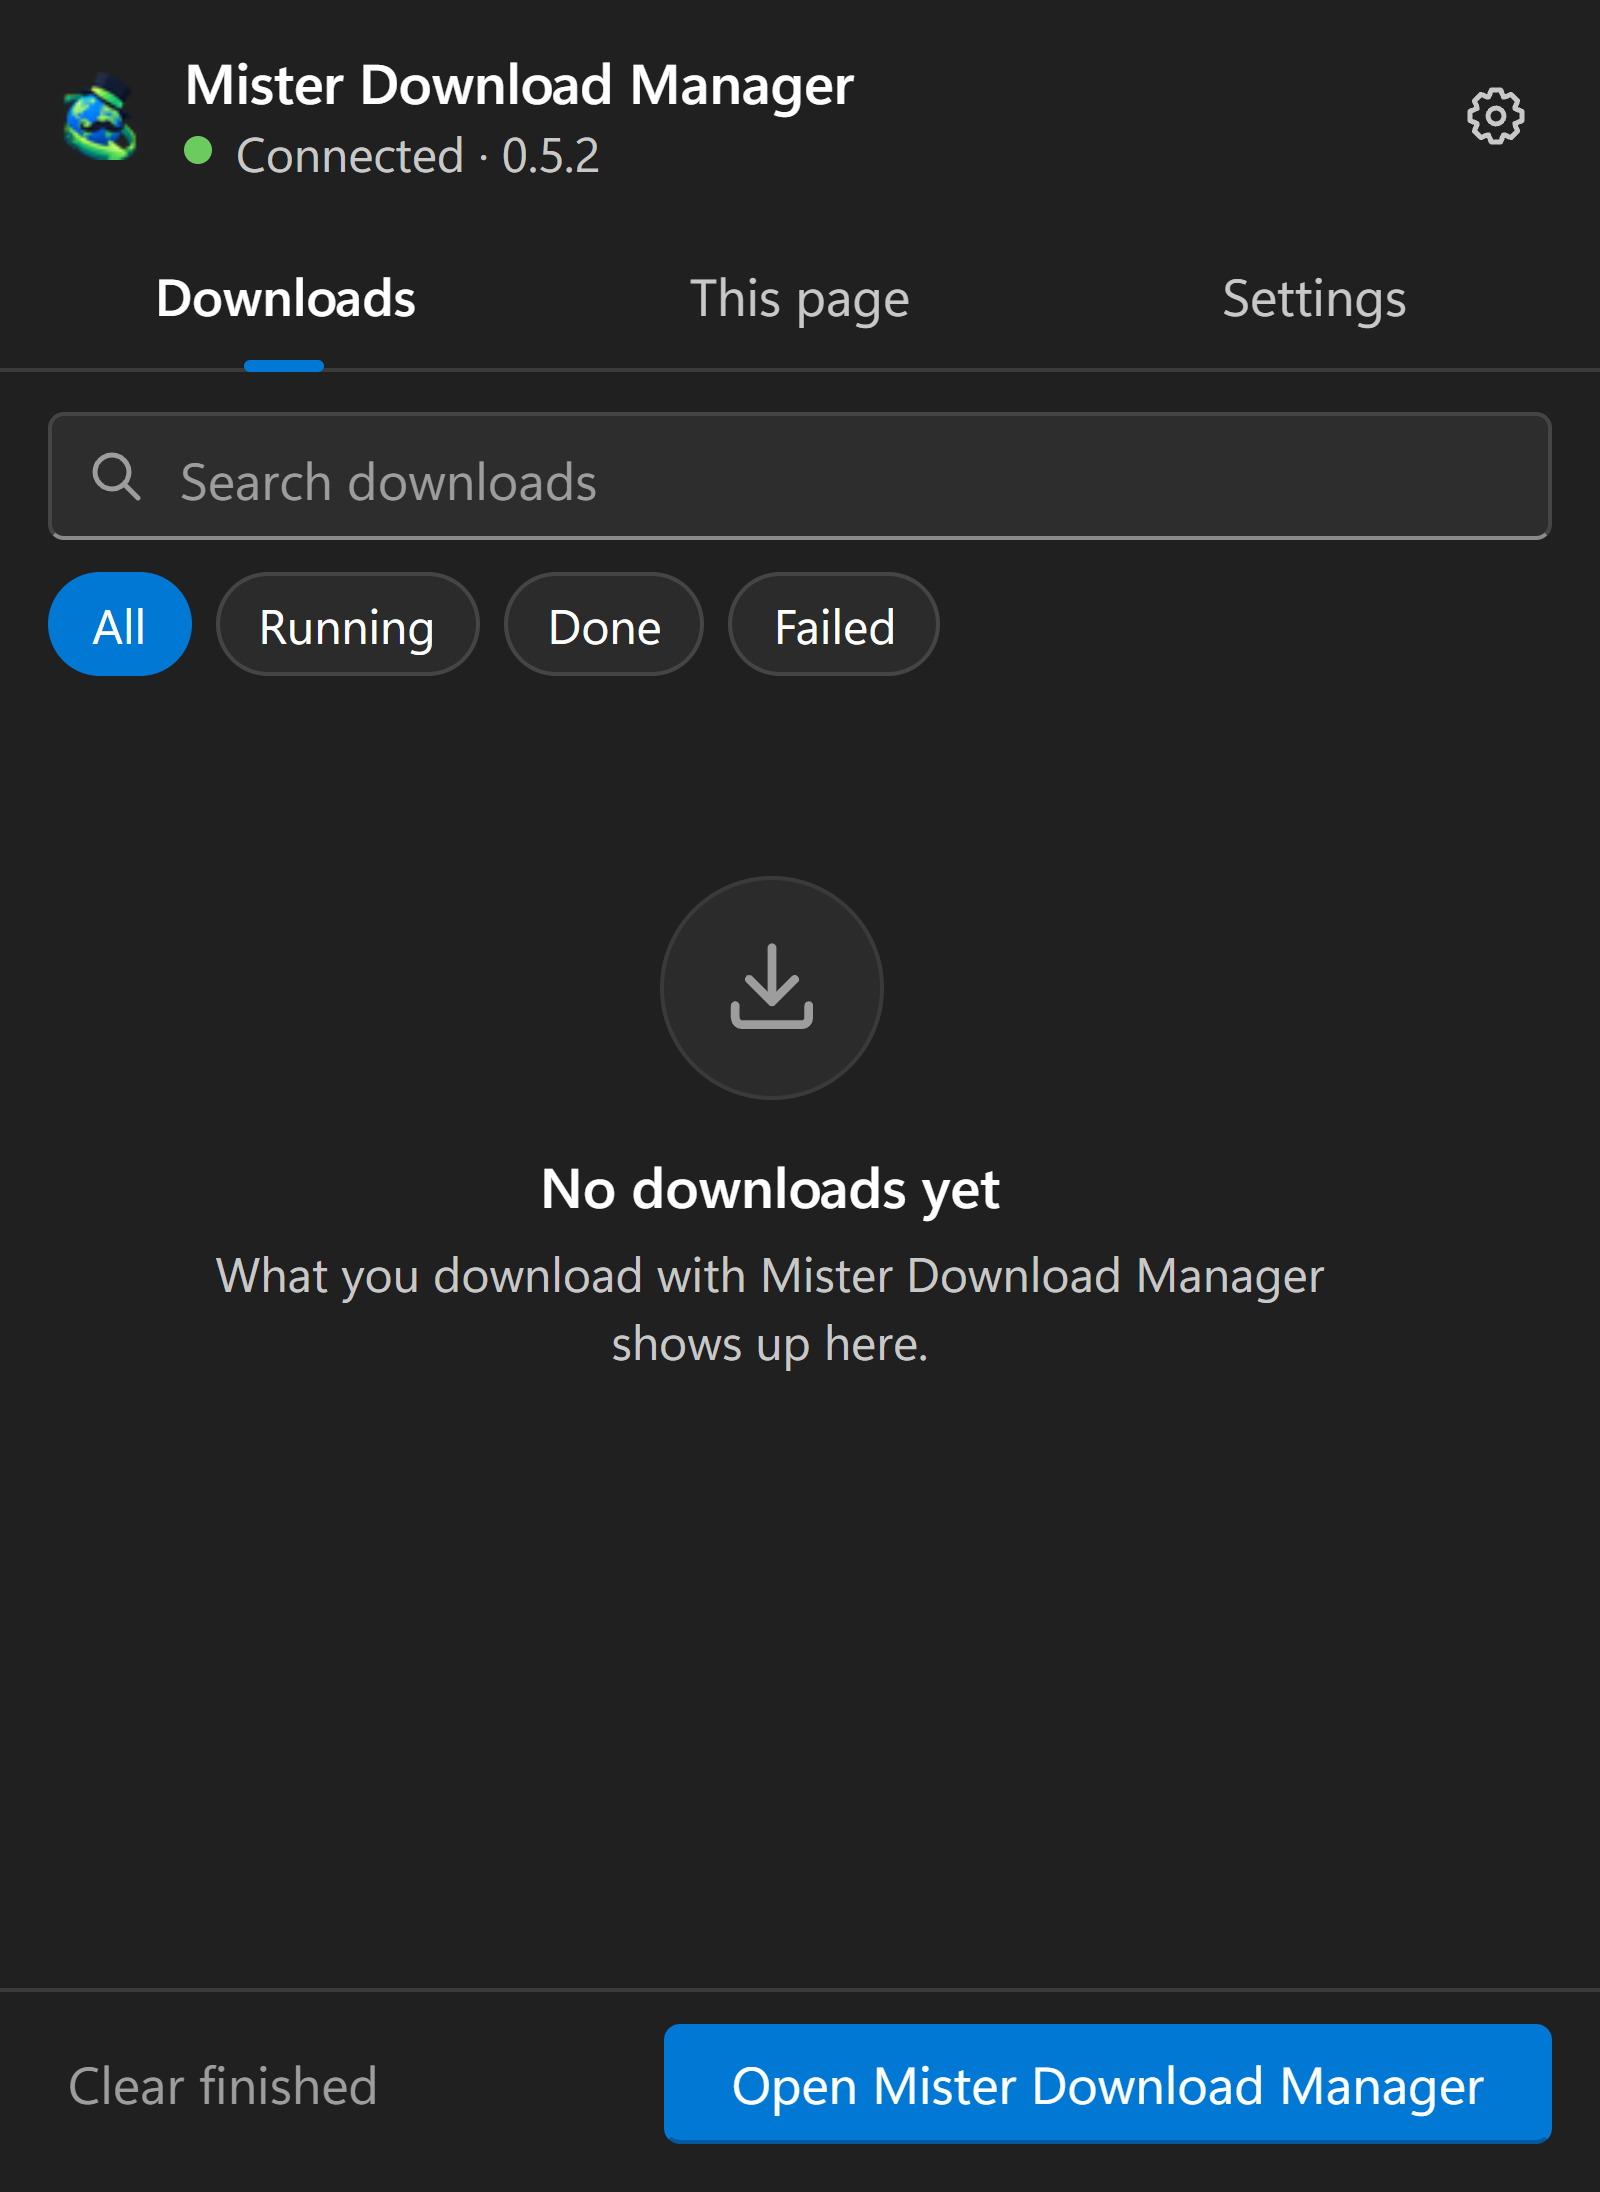 Mister Download Manager
Connected · 0.5.2
Downloads
This page
Settings
Search downloads
All
Running
Done
Failed
No downloads yet
What you download with Mister Download Manager
shows up here.
Clear finished
Open Mister Download Manager